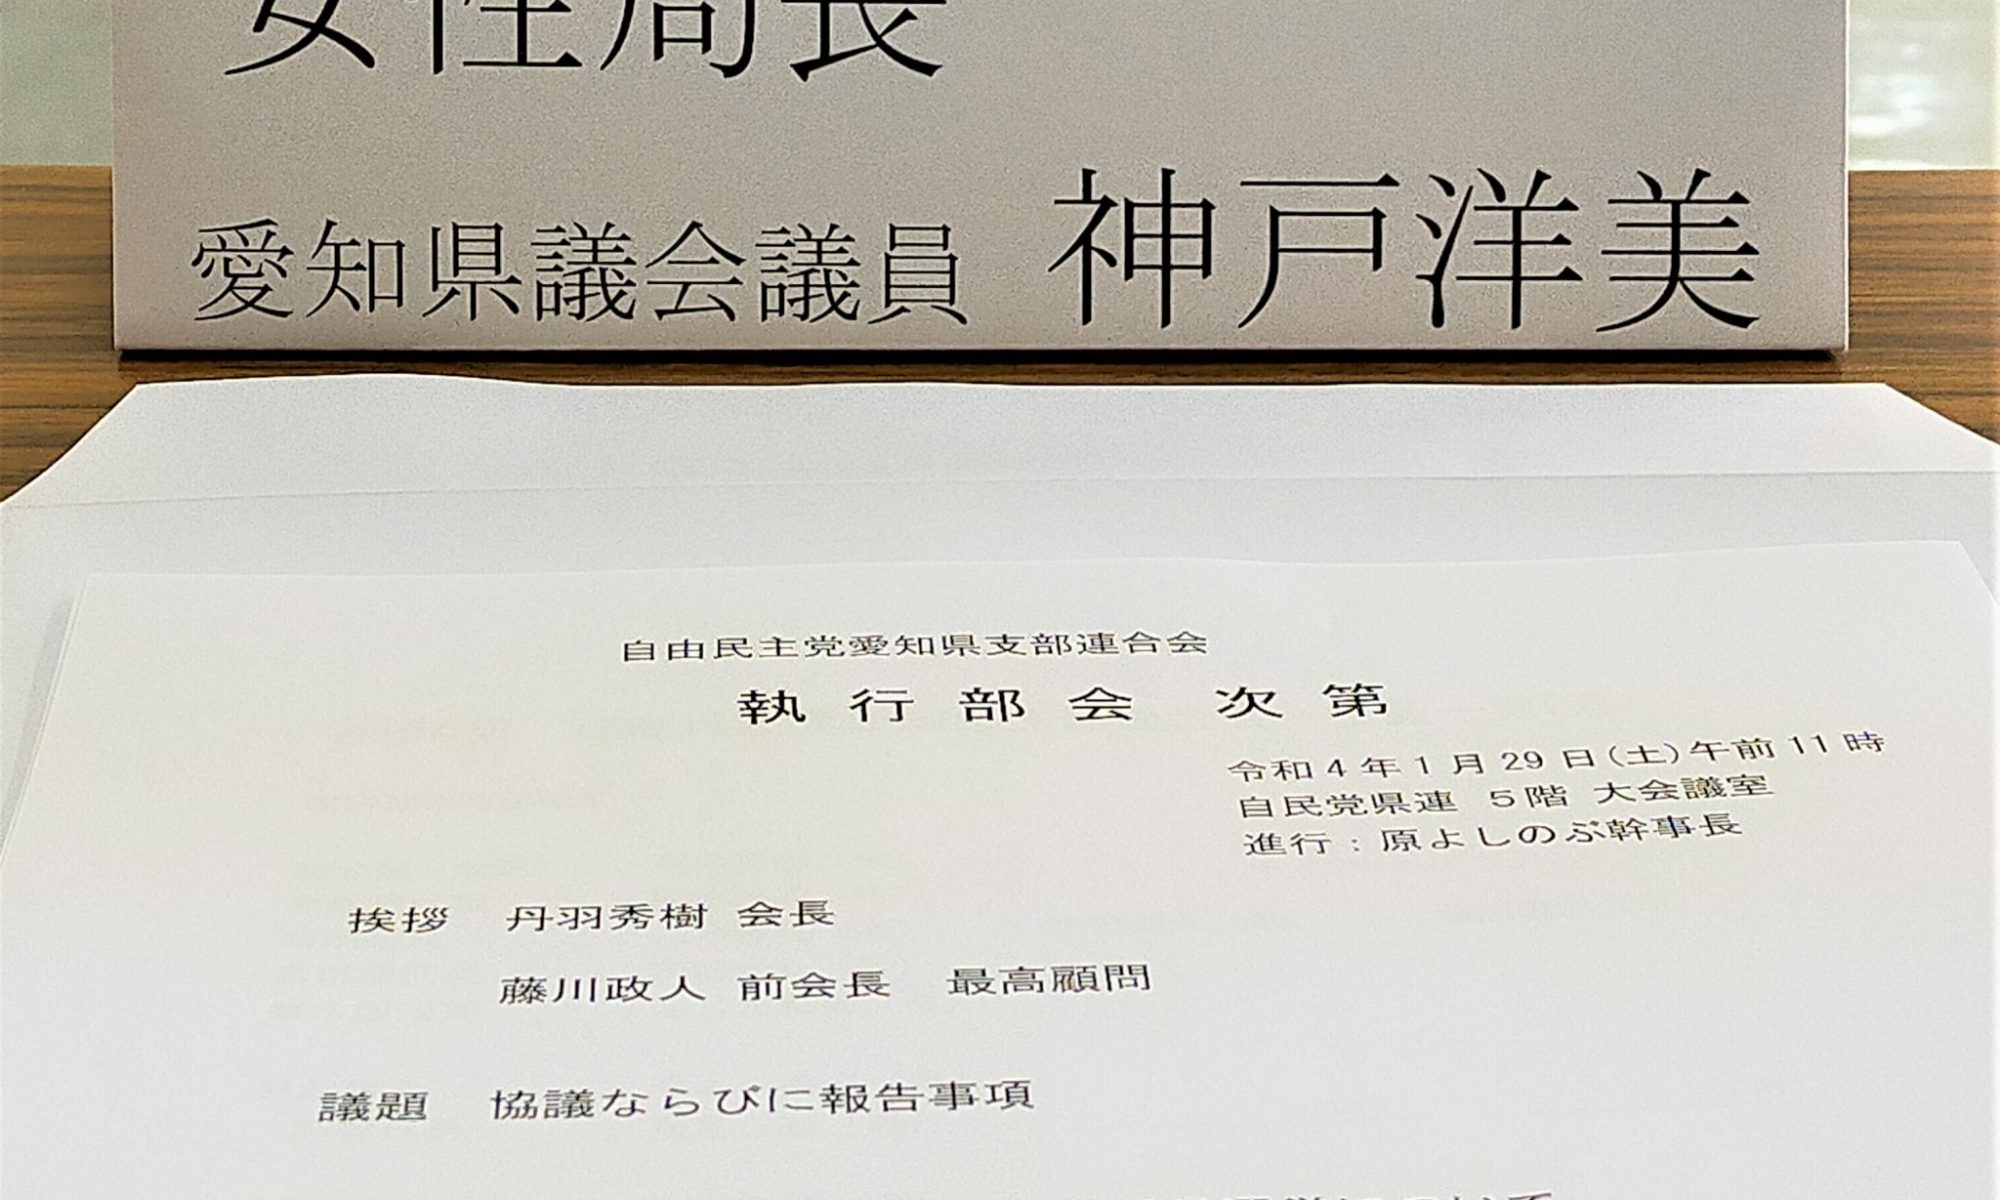 女性局長
愛知県議会議員 神戸洋美
自由民主党愛知県支部連合会
執行部会 次第
令和4年1月29日(土)午前11時
自民党県連 5階 大会議室
進行：原よしのぶ幹事長
挨拶 丹羽秀樹 会長
藤川政人 前会長 最高顧問
議題 協議ならびに報告事項